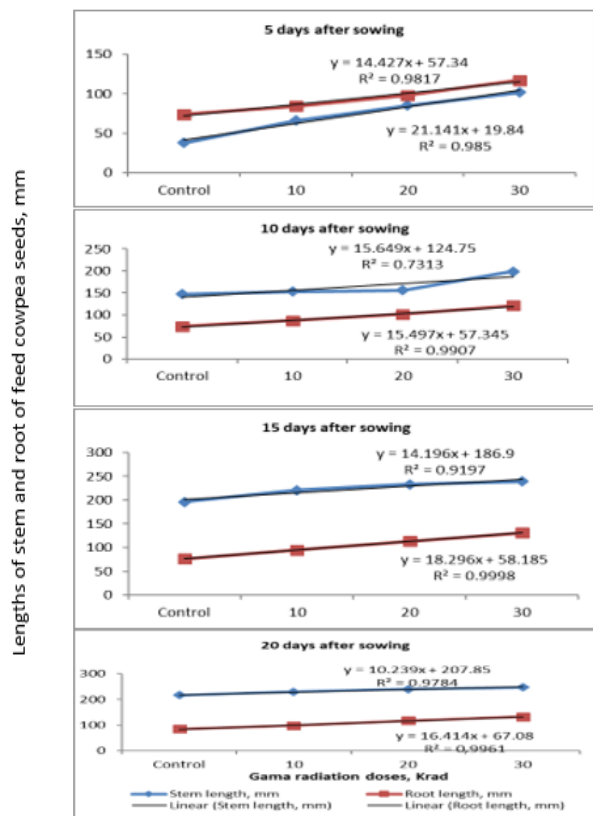 Lengths of stem and root of feed cowpea seeds, mm
5 days after sowing
150
y = 14.427x + 57.34
R² = 0.9817
100
50
y = 21.141x + 19.84
R² = 0.985
0
Control 10 20 30
10 days after sowing
250
y = 15.649x + 124.75
200
R² = 0.7313
150
100
50
y = 15.497x + 57.345
R² = 0.9907
0
Control 10 20 30
15 days after sowing
300
y = 14.196x + 186.9
250
R² = 0.9197
200
150
100
y = 18.296x + 58.185
50
R² = 0.9998
0
Control 10 20 30
20 days after sowing
300
y = 10.239x + 207.85
R² = 0.9784
200
100
y = 16.414x + 67.08
0
R² = 0.9961
Control 10 20 30
Gama radiation doses, Krad
Stem length, mm Root length, mm
Linear (Stem length, mm) Linear (Root length, mm)